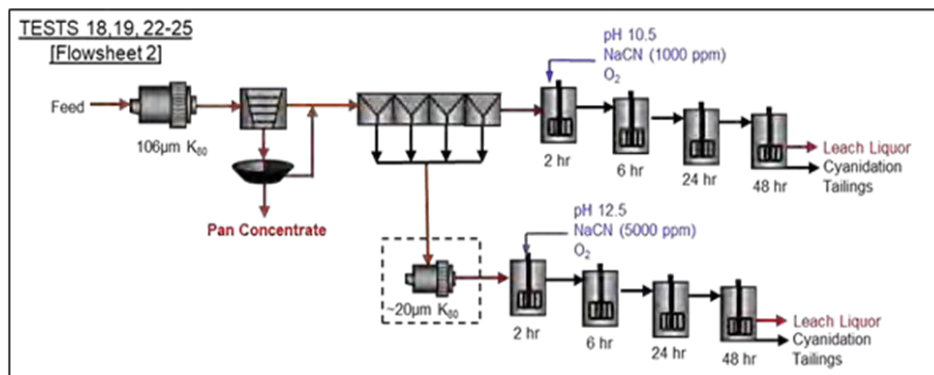 TESTS 18,19, 22-25
[Flowsheet 2]
Feed
106µm K₈₀
Pan Concentrate
pH 10.5
NaCN (1000 ppm)
O₂
2 hr
6 hr
24 hr
48 hr
Leach Liquor
Cyanidation
Tailings
~20µm K₈₀
pH 12.5
NaCN (5000 ppm)
O₂
2 hr
6 hr
24 hr
48 hr
Leach Liquor
Cyanidation
Tailings